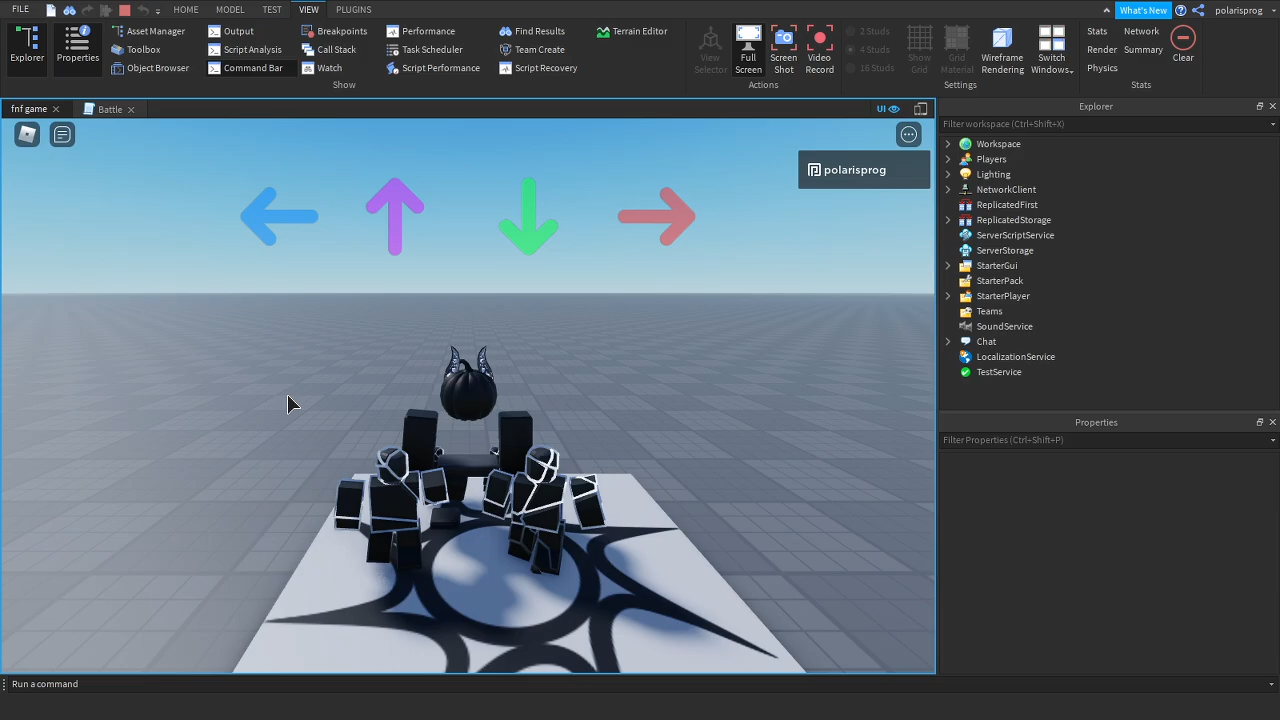 FILE
HOME
MODEL
TEST
VIEW
PLUGINS
What's New
polarisprog
Explorer
Properties
Asset Manager
Toolbox
Object Browser
Output
Script Analysis
Command Bar
Breakpoints
Call Stack
Watch
Performance
Task Scheduler
Script Performance
Find Results
Team Create
Script Recovery
Terrain Editor
Show
View Selector
Full Screen
Screen Shot
Video Record
Actions
2 Studs
4 Studs
16 Studs
Show Grid
Grid Material
Wireframe Rendering
Switch Windows
Settings
Stats
Render
Physics
Network
Summary
Clear
Stats
fnf game
Battle
UI
polarisprog
Explorer
Filter workspace (Ctrl+Shift+X)
Workspace
Players
Lighting
NetworkClient
ReplicatedFirst
ReplicatedStorage
ServerScriptService
ServerStorage
StarterGui
StarterPack
StarterPlayer
Teams
SoundService
Chat
LocalizationService
TestService
Properties
Filter Properties (Ctrl+Shift+P)
Run a command